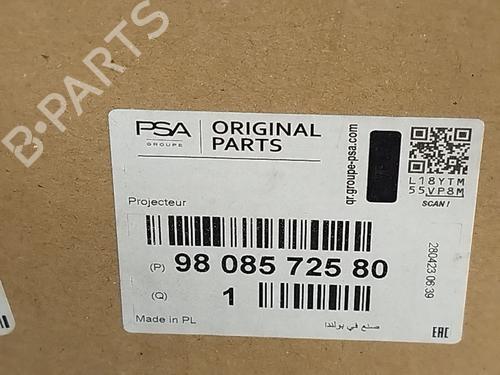 B-PARTS
PSA
GROUPE
ORIGINAL
PARTS
qr.groupe-psa.com
L18YTM
55VP8M
SCAN!
Projecteur
(P) 98 085 725 80
(Q) 1
280423 06:39
Made in PL
صنع في بولندا
EAC